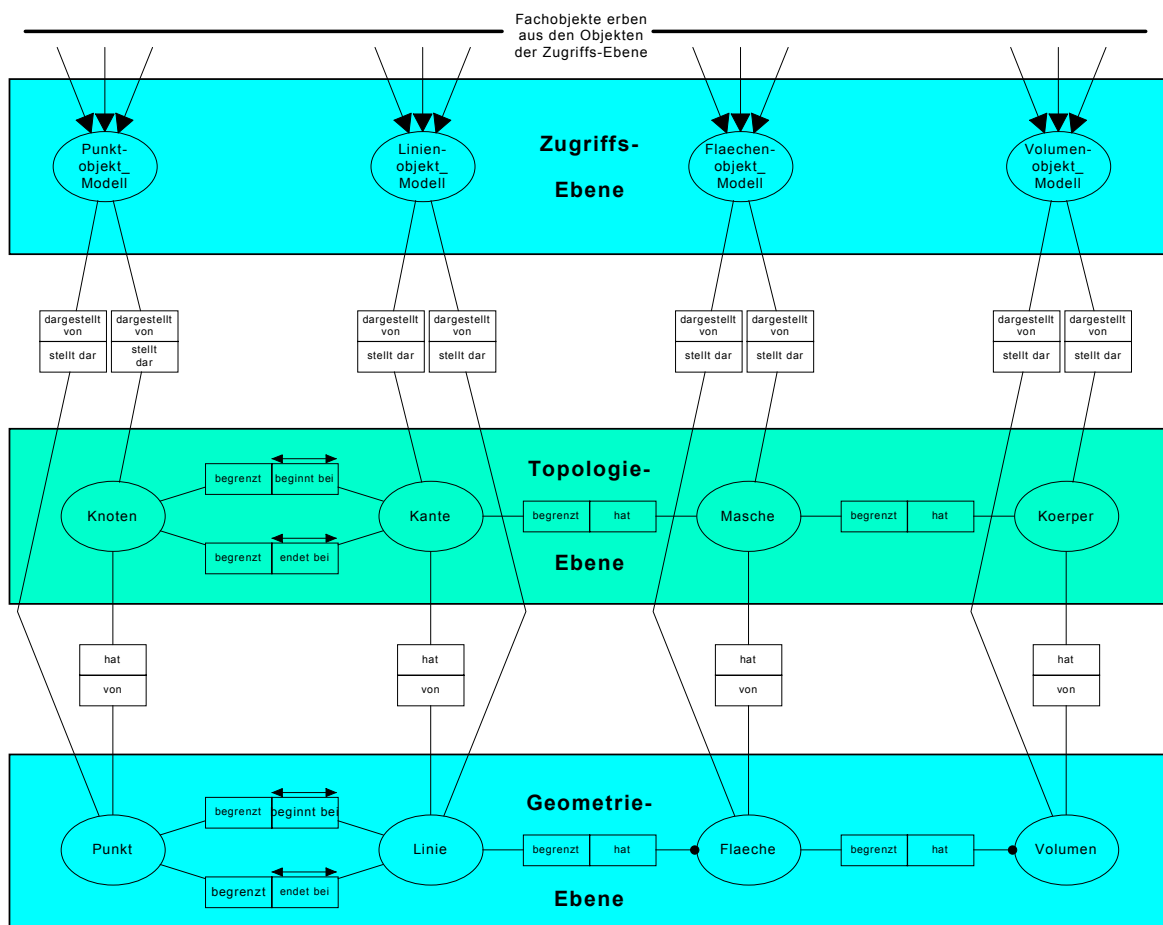 Fachobjekte erben
aus den Objekten
der Zugriffs-Ebene
Punkt-
objekt_
Modell
Linien-
objekt_
Modell
Zugriffs-
Ebene
Flaechen-
objekt_
Modell
Volumen-
objekt_
Modell
dargestellt
von
stellt dar
dargestellt
von
stellt
dar
dargestellt
von
stellt dar
dargestellt
von
stellt dar
dargestellt
von
stellt dar
dargestellt
von
stellt dar
dargestellt
von
stellt dar
dargestellt
von
stellt dar
Topologie-
Ebene
Knoten
begrenzt
beginnt bei
begrenzt
endet bei
Kante
begrenzt
hat
Masche
begrenzt
hat
Koerper
hat
von
hat
von
hat
von
hat
von
Geometrie-
Ebene
Punkt
begrenzt
beginnt bei
begrenzt
endet bei
Linie
begrenzt
hat
Flaeche
begrenzt
hat
Volumen